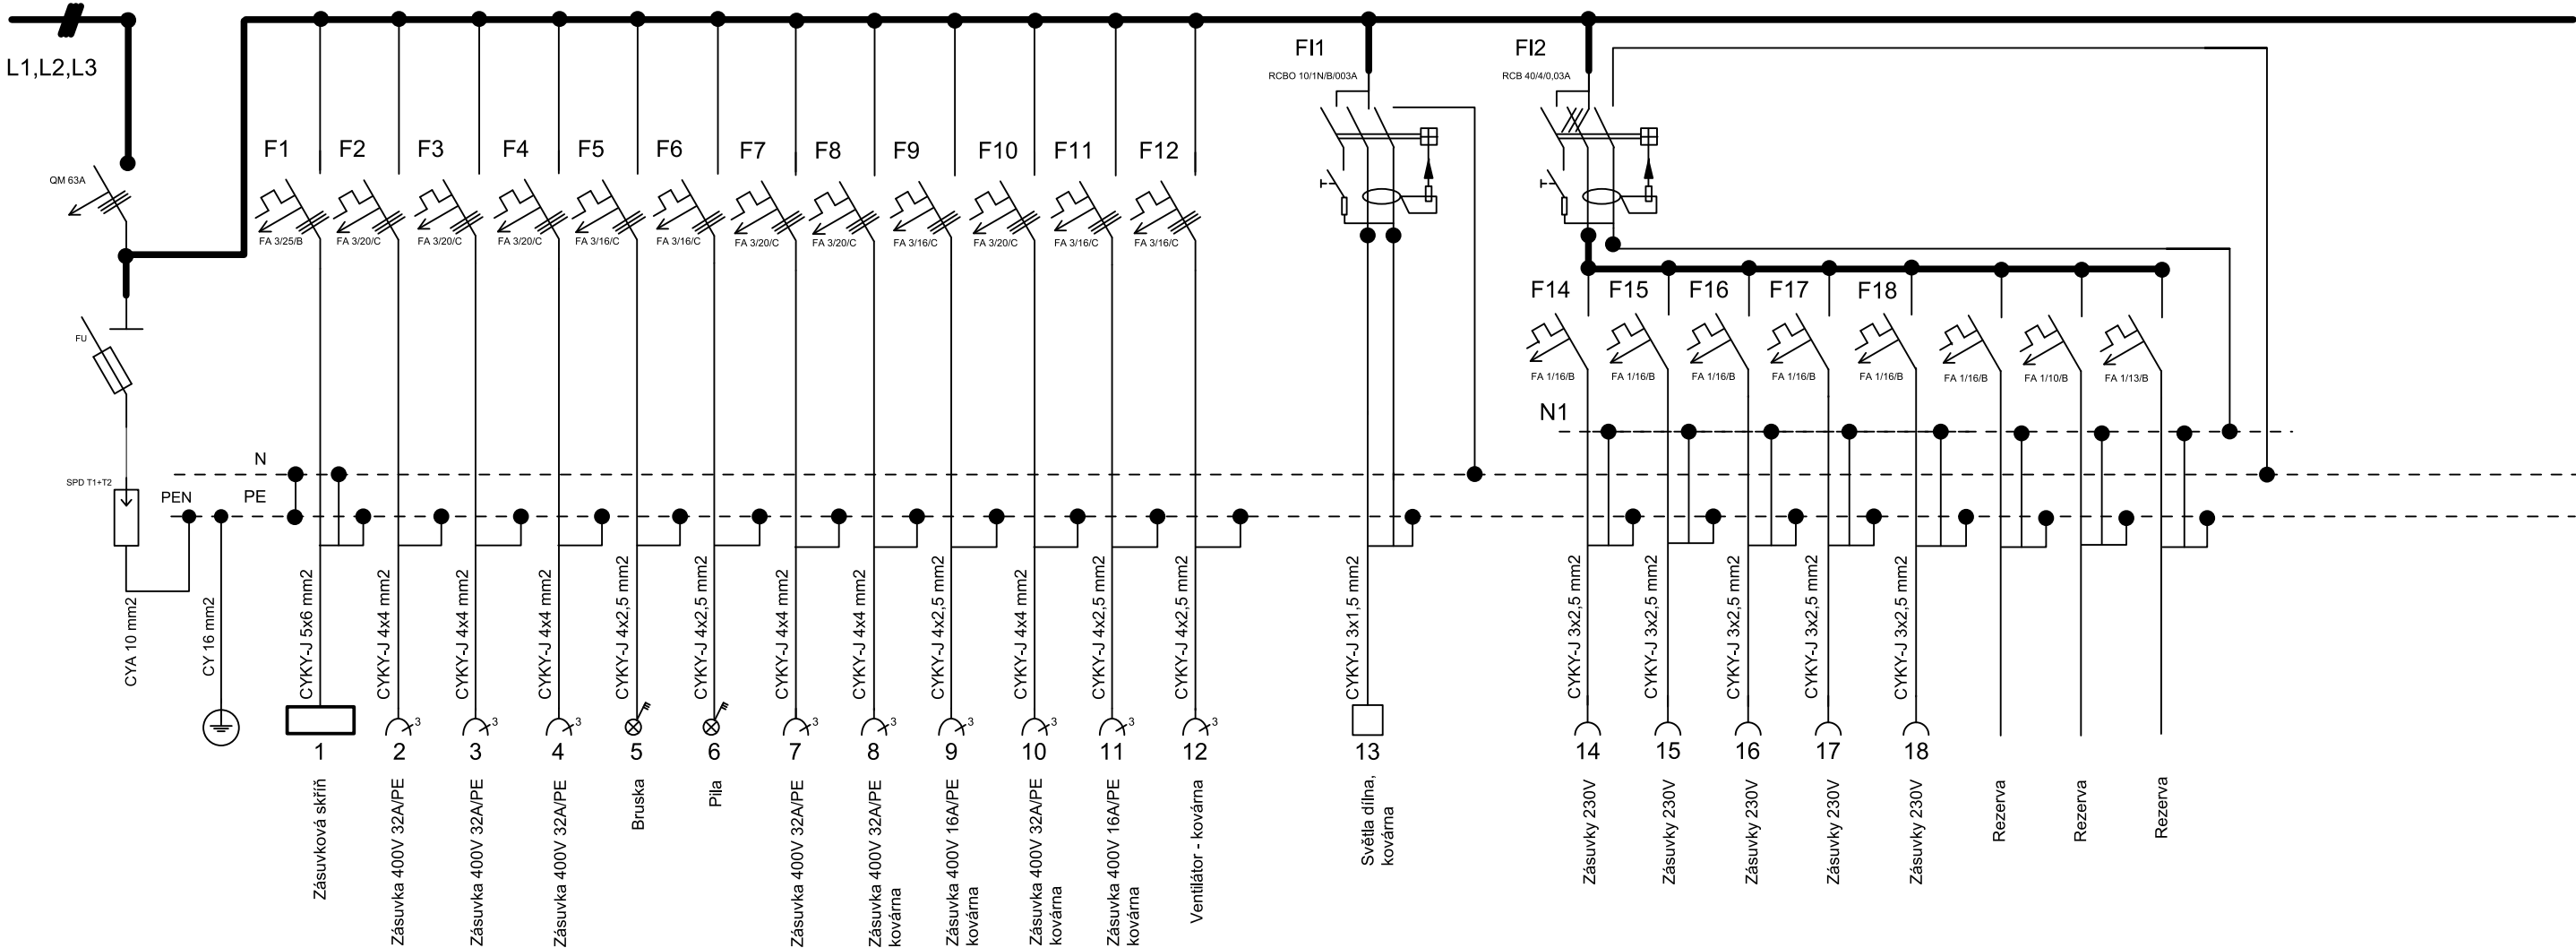 L1,L2,L3
FI1
FI2
RCBO 10/1N/B/003A
RCB 40/4/0,03A
QM 63A
F1
F2
F3
F4
F5
F6
F7
F8
F9
F10
F11
F12
FA 3/25/B
FA 3/20/C
FA 3/20/C
FA 3/20/C
FA 3/16/C
FA 3/16/C
FA 3/20/C
FA 3/20/C
FA 3/16/C
FA 3/20/C
FA 3/16/C
FA 3/16/C
F14
F15
F16
F17
F18
FU
FA 1/16/B
FA 1/16/B
FA 1/16/B
FA 1/16/B
FA 1/16/B
FA 1/16/B
FA 1/10/B
FA 1/13/B
N1
N
SPD T1+T2
PEN
PE
CYA 10 mm2
CY 16 mm2
CYKY-J 5x6 mm2
CYKY-J 4x4 mm2
CYKY-J 4x4 mm2
CYKY-J 4x4 mm2
CYKY-J 4x2,5 mm2
CYKY-J 4x2,5 mm2
CYKY-J 4x4 mm2
CYKY-J 4x4 mm2
CYKY-J 4x2,5 mm2
CYKY-J 4x4 mm2
CYKY-J 4x2,5 mm2
CYKY-J 4x2,5 mm2
CYKY-J 3x1,5 mm2
CYKY-J 3x2,5 mm2
CYKY-J 3x2,5 mm2
CYKY-J 3x2,5 mm2
CYKY-J 3x2,5 mm2
CYKY-J 3x2,5 mm2
3
3
3
3
3
3
3
3
3
1
2
3
4
5
6
7
8
9
10
11
12
13
14
15
16
17
18
Zásuvková skříň
Zásuvka 400V 32A/PE
Zásuvka 400V 32A/PE
Zásuvka 400V 32A/PE
Bruska
Pila
Zásuvka 400V 32A/PE
Zásuvka 400V 32A/PE
kovárna
Zásuvka 400V 16A/PE
kovárna
Zásuvka 400V 32A/PE
kovárna
Zásuvka 400V 16A/PE
kovárna
Ventilátor - kovárna
Světla dílna,
kovárna
Zásuvky 230V
Zásuvky 230V
Zásuvky 230V
Zásuvky 230V
Zásuvky 230V
Rezerva
Rezerva
Rezerva